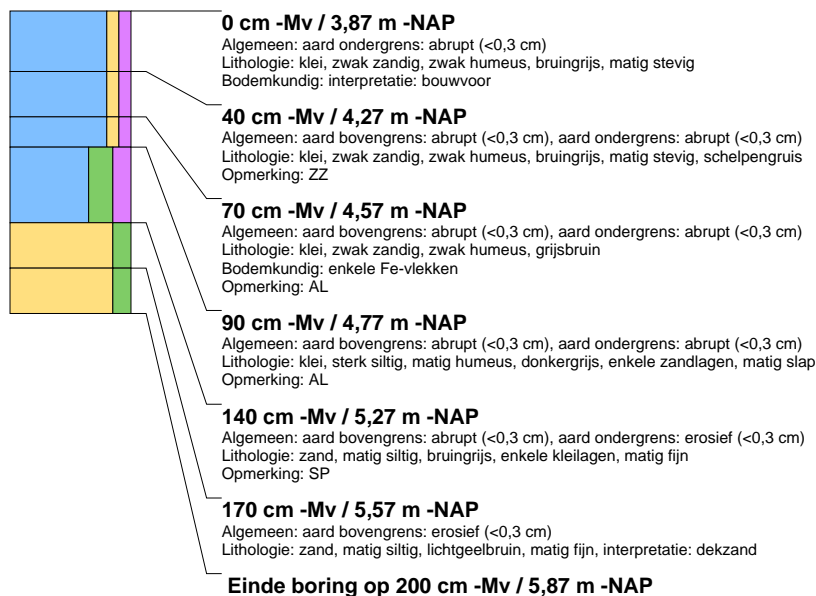 0 cm -Mv / 3,87 m -NAP
Algemeen: aard ondergrens: abrupt (<0,3 cm)
Lithologie: klei, zwak zandig, zwak humeus, bruingrijs, matig stevig
Bodemkundig: interpretatie: bouwvoor
40 cm -Mv / 4,27 m -NAP
Algemeen: aard bovengrens: abrupt (<0,3 cm), aard ondergrens: abrupt (<0,3 cm)
Lithologie: klei, zwak zandig, zwak humeus, bruingrijs, matig stevig, schelpengruis
Opmerking: ZZ
70 cm -Mv / 4,57 m -NAP
Algemeen: aard bovengrens: abrupt (<0,3 cm), aard ondergrens: abrupt (<0,3 cm)
Lithologie: klei, zwak zandig, zwak humeus, grijsbruin
Bodemkundig: enkele Fe-vlekken
Opmerking: AL
90 cm -Mv / 4,77 m -NAP
Algemeen: aard bovengrens: abrupt (<0,3 cm), aard ondergrens: abrupt (<0,3 cm)
Lithologie: klei, sterk siltig, matig humeus, donkergrijs, enkele zandlagen, matig slap
Opmerking: AL
140 cm -Mv / 5,27 m -NAP
Algemeen: aard bovengrens: abrupt (<0,3 cm), aard ondergrens: erosief (<0,3 cm)
Lithologie: zand, matig siltig, bruingrijs, enkele kleilagen, matig fijn
Opmerking: SP
170 cm -Mv / 5,57 m -NAP
Algemeen: aard bovengrens: erosief (<0,3 cm)
Lithologie: zand, matig siltig, lichtgeelbruin, matig fijn, interpretatie: dekzand
Einde boring op 200 cm -Mv / 5,87 m -NAP